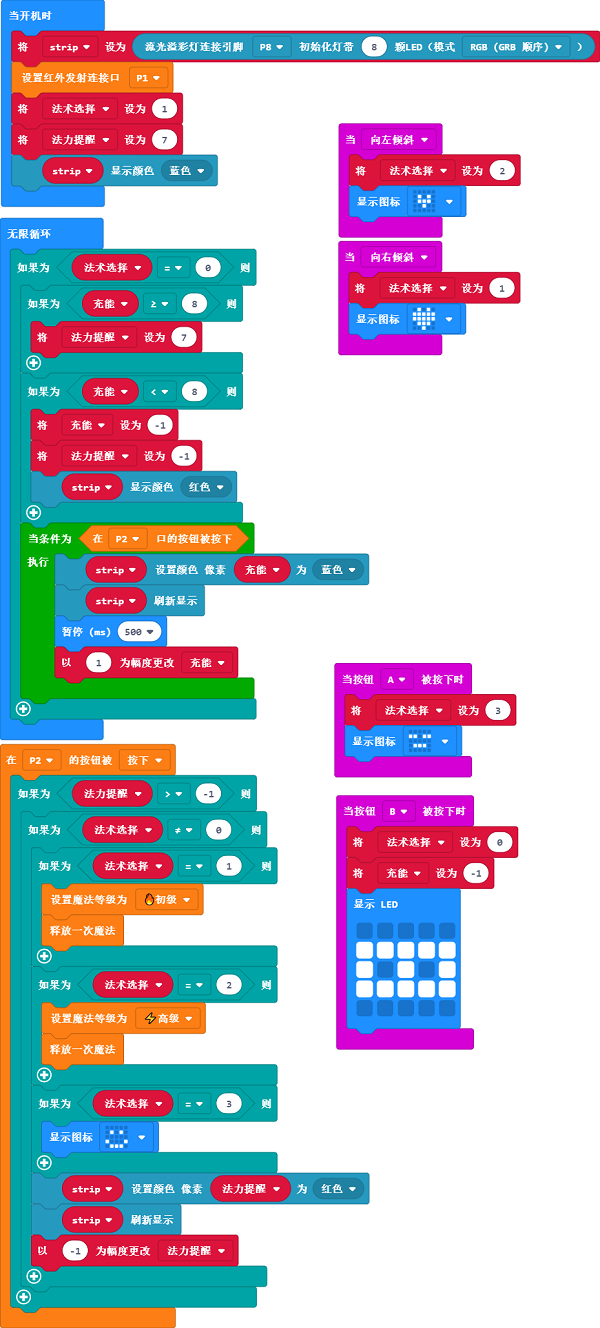 当开机时
将 strip 设为 流光溢彩灯连接引脚 P8 初始化灯带 8 颗LED（模式 RGB (GRB 顺序) ）
设置红外发射连接口 P1
将 法术选择 设为 1
将 法力提醒 设为 7
strip 显示颜色 蓝色
当 向左倾斜
将 法术选择 设为 2
显示图标
当 向右倾斜
将 法术选择 设为 1
显示图标
无限循环
如果为 法术选择 = 0 则
如果为 充能 ≥ 8 则
将 法力提醒 设为 7
如果为 充能 < 8 则
将 充能 设为 -1
将 法力提醒 设为 -1
strip 显示颜色 红色
当条件为 在 P2 口的按钮被按下
执行
strip 设置颜色 像素 充能 为 蓝色
strip 刷新显示
暂停 (ms) 500
以 1 为幅度更改 充能
当按钮 A 被按下时
将 法术选择 设为 3
显示图标
在 P2 的按钮被 按下
如果为 法力提醒 > -1 则
如果为 法术选择 ≠ 0 则
如果为 法术选择 = 1 则
设置魔法等级为 初级
释放一次魔法
如果为 法术选择 = 2 则
设置魔法等级为 高级
释放一次魔法
如果为 法术选择 = 3 则
显示图标
strip 设置颜色 像素 法力提醒 为 红色
strip 刷新显示
以 -1 为幅度更改 法力提醒
当按钮 B 被按下时
将 法术选择 设为 0
将 充能 设为 -1
显示 LED